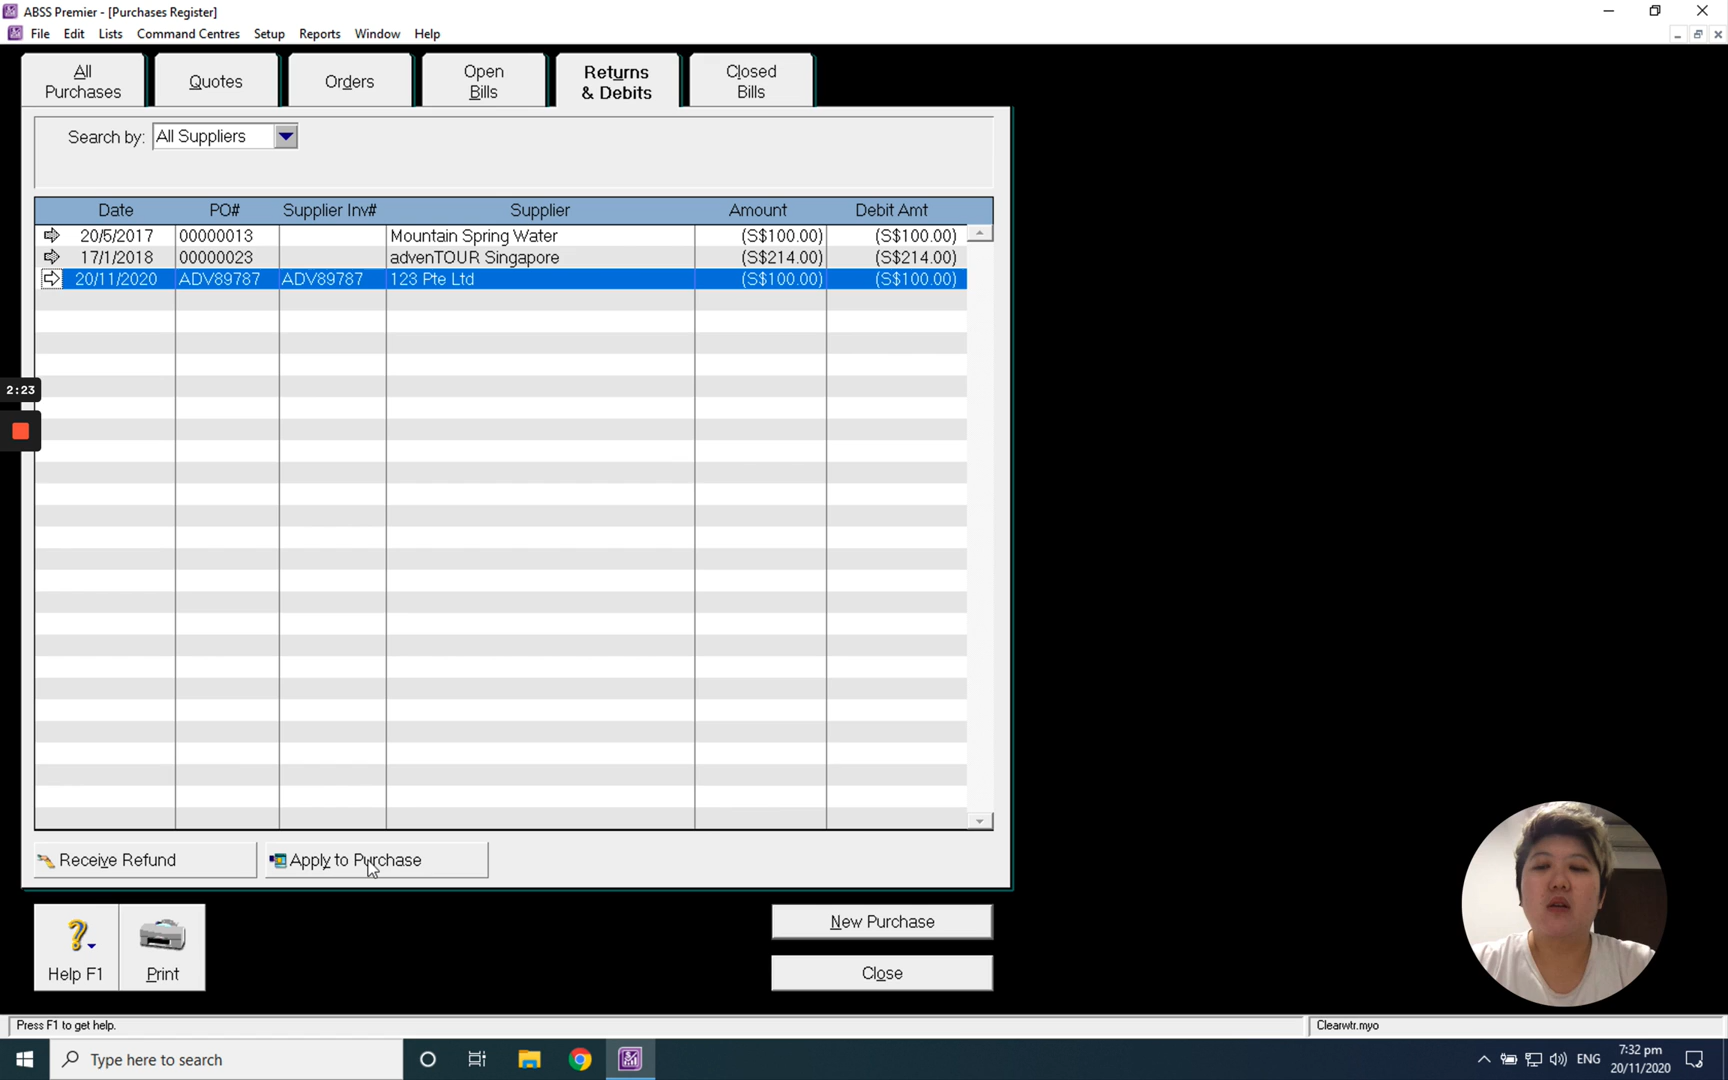 ABSS Premier - [Purchases Register]
File Edit Lists Command Centres Setup Reports Window Help
All Purchases
Quotes
Orders
Open Bills
Returns & Debits
Closed Bills
Search by: All Suppliers
Date PO# Supplier Inv# Supplier Amount Debit Amt
20/5/2017 00000013 Mountain Spring Water (S$100.00) (S$100.00)
17/1/2018 00000023 advenTOUR Singapore (S$214.00) (S$214.00)
20/11/2020 ADV89787 ADV89787 123 Pte Ltd (S$100.00) (S$100.00)
2:23
Receive Refund
Apply to Purchase
Help F1
Print
New Purchase
Close
Press F1 to get help.
Clearwtr.myo
Type here to search
ENG
7:32 pm
20/11/2020